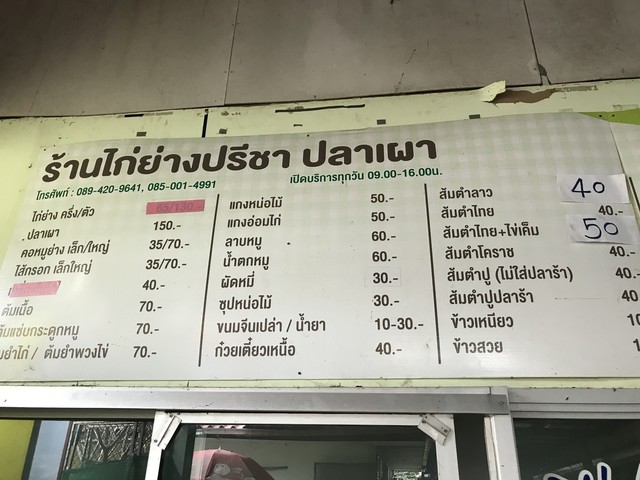 ร้านไก่ย่างปรีชา ปลาเผา
โทรศัพท์ : 089-420-9641, 085-001-4991
เปิดบริการทุกวัน 09.00-16.00น.
ไก่ย่าง ครึ่ง/ตัว 65/130
ปลาเผา 150.-
คอหมูย่าง เล็ก/ใหญ่ 35/70.-
ไส้กรอก เล็กใหญ่ 35/70.-
40.-
ต้มเนื้อ 70.-
ต้มแซ่บกระดูกหมู 70.-
ต้มยำไก่ / ต้มยำพวงไข่ 70.-
แกงหน่อไม้ 50.-
แกงอ่อมไก่ 50.-
ลาบหมู 60.-
น้ำตกหมู 60.-
ผัดหมี่ 30.-
ซุปหน่อไม้ 30.-
ขนมจีนเปล่า / น้ำยา 10-30.-
ก๋วยเตี๋ยวเหนื้อ 40.-
ส้มตำลาว 40
ส้มตำไทย 40.-
ส้มตำไทย+ไข่เค็ม 50
ส้มตำโคราช 40.-
ส้มตำปู (ไม่ใส่ปลาร้า) 40.-
ส้มตำปูปลาร้า 40
ข้าวเหนียว
ข้าวสวย